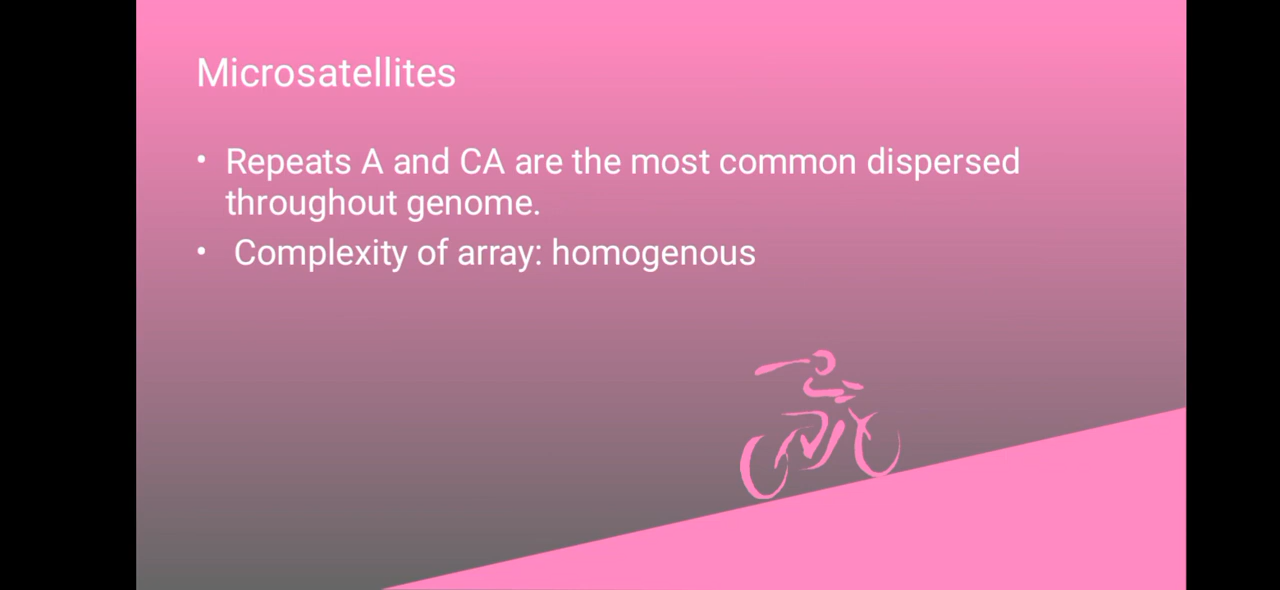 Microsatellites
• Repeats A and CA are the most common dispersed
throughout genome.
• Complexity of array: homogenous